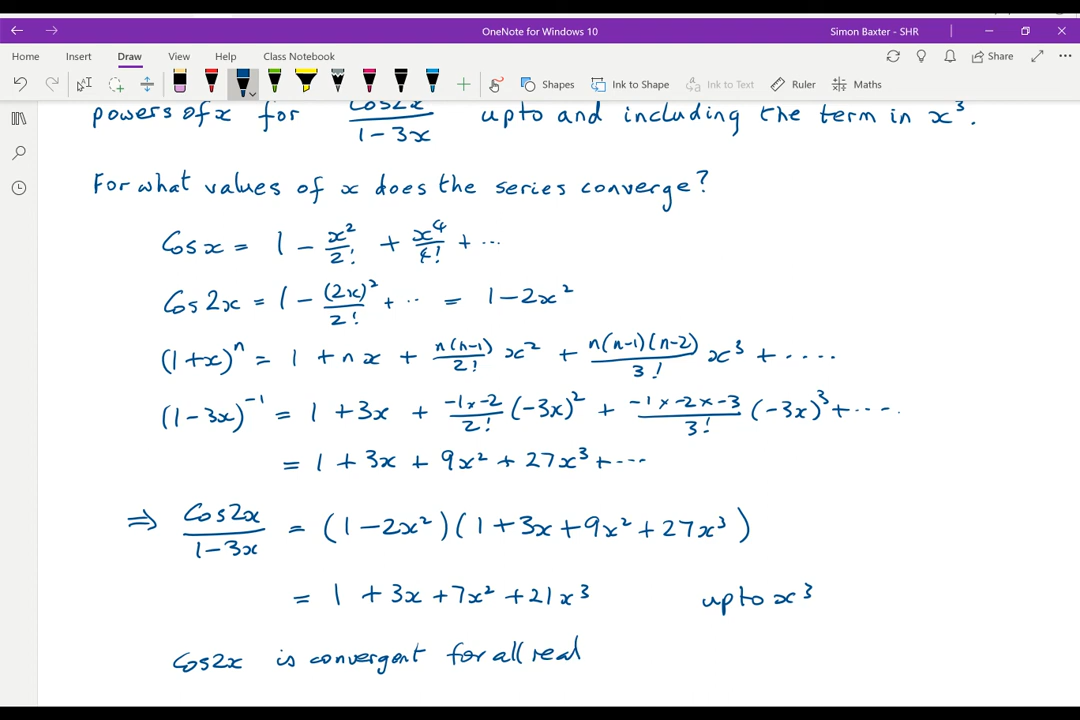 OneNote for Windows 10
Simon Baxter - SHR
Home Insert Draw View Help Class Notebook Share
Shapes Ink to Shape Ink to Text Ruler Maths
powers of x for cos2x / 1 - 3x up to and including the term in x³.
For what values of x does the series converge?
Cos x = 1 - x²/2! + x⁴/4! + ...
Cos 2x = 1 - (2x)²/2! + .. = 1 - 2x²
(1+x)ⁿ = 1 + nx + n(n-1)/2! x² + n(n-1)(n-2)/3! x³ + ....
(1-3x)⁻¹ = 1 + 3x + -1×-2/2! (-3x)² + -1×-2×-3/3! (-3x)³ + ....
= 1 + 3x + 9x² + 27x³ + ...
⇒ Cos2x / 1-3x = (1-2x²)(1+3x+9x²+27x³)
= 1 + 3x + 7x² + 21x³ up to x³
Cos2x is convergent for all real